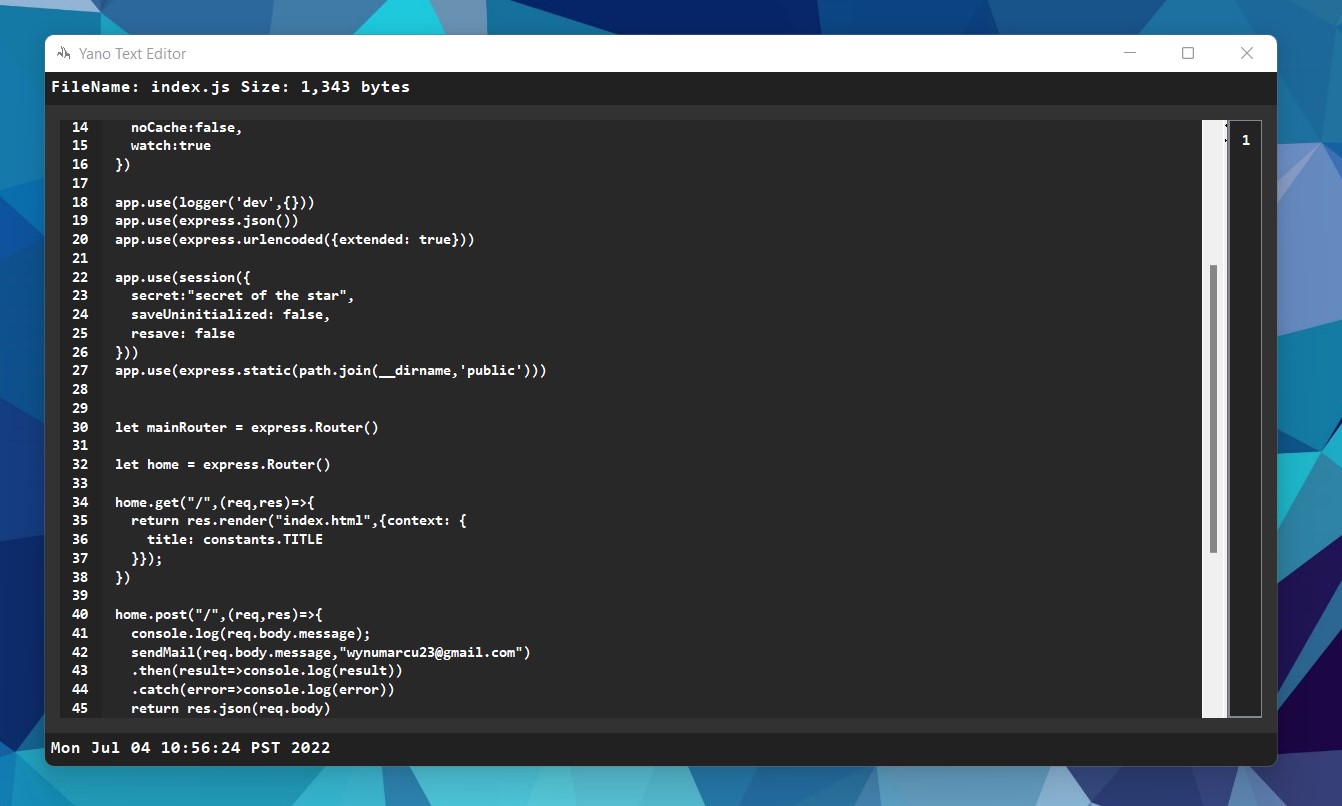 Yano Text Editor
FileName: index.js Size: 1,343 bytes
14 noCache:false,
15 watch:true
16 })
17
18 app.use(logger('dev',{}))
19 app.use(express.json())
20 app.use(express.urlencoded({extended: true}))
21
22 app.use(session({
23 secret:"secret of the star",
24 saveUninitialized: false,
25 resave: false
26 }))
27 app.use(express.static(path.join(__dirname,'public')))
28
29
30 let mainRouter = express.Router()
31
32 let home = express.Router()
33
34 home.get("/",(req,res)=>{
35 return res.render("index.html",{context: {
36 title: constants.TITLE
37 }});
38 })
39
40 home.post("/",(req,res)=>{
41 console.log(req.body.message);
42 sendMail(req.body.message,"wynumarcu23@gmail.com")
43 .then(result=>console.log(result))
44 .catch(error=>console.log(error))
45 return res.json(req.body)
1
Mon Jul 04 10:56:24 PST 2022